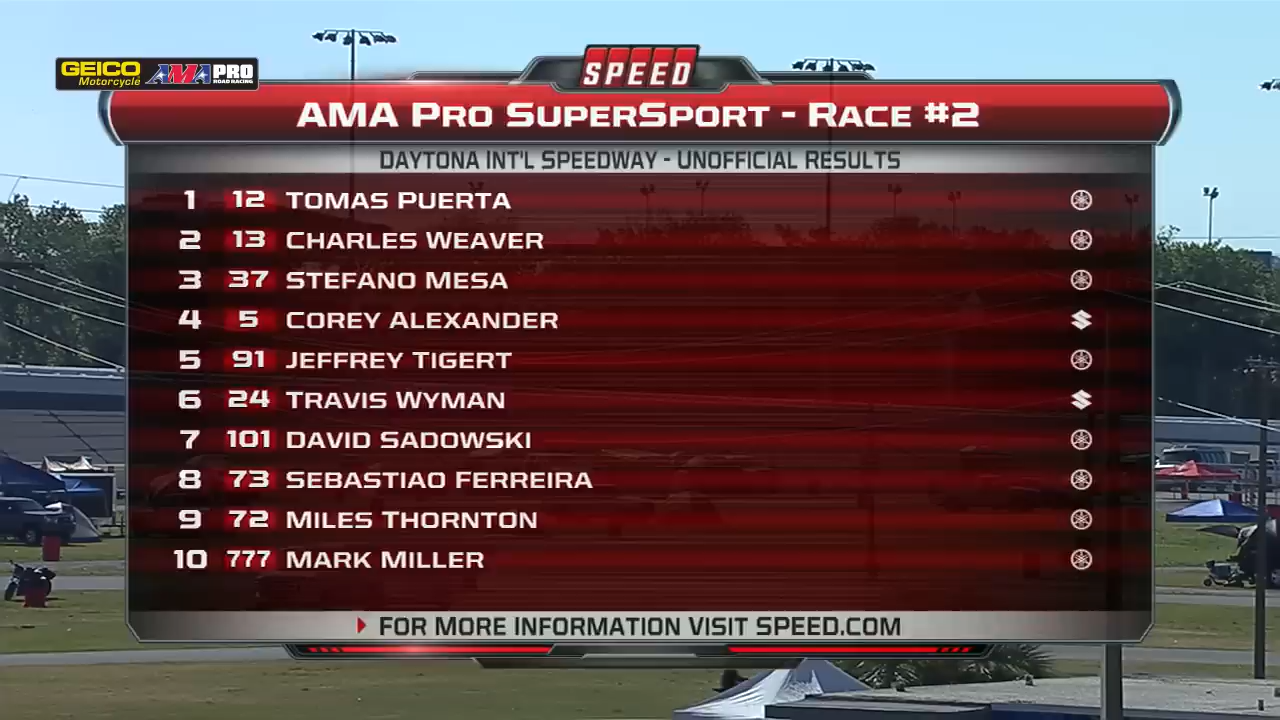 GEICO Motorcycle AMA PRO ROAD RACING
SPEED
AMA PRO SUPERSPORT - RACE #2
DAYTONA INT'L SPEEDWAY - UNOFFICIAL RESULTS
1 12 TOMAS PUERTA
2 13 CHARLES WEAVER
3 37 STEFANO MESA
4 5 COREY ALEXANDER
5 91 JEFFREY TIGERT
6 24 TRAVIS WYMAN
7 101 DAVID SADOWSKI
8 73 SEBASTIAO FERREIRA
9 72 MILES THORNTON
10 777 MARK MILLER
FOR MORE INFORMATION VISIT SPEED.COM